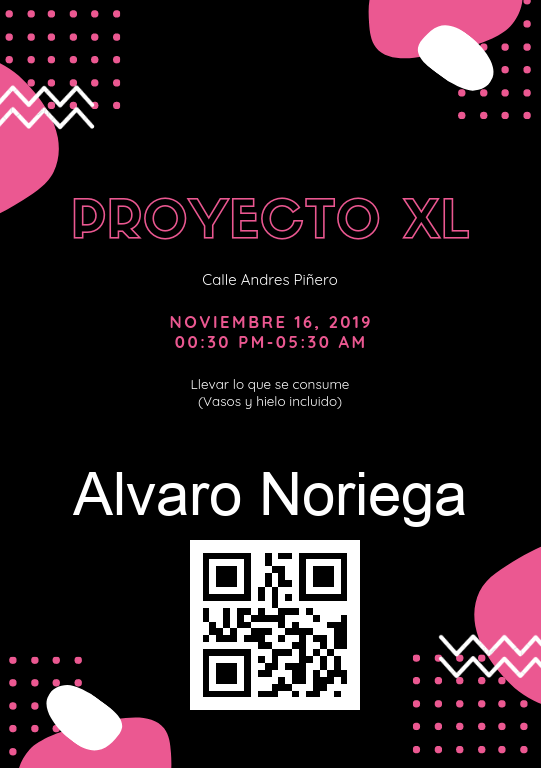 PROYECTO XL
Calle Andres Piñero
NOVIEMBRE 16, 2019
00:30 PM-05:30 AM
Llevar lo que se consume
(Vasos y hielo incluido)
Alvaro Noriega